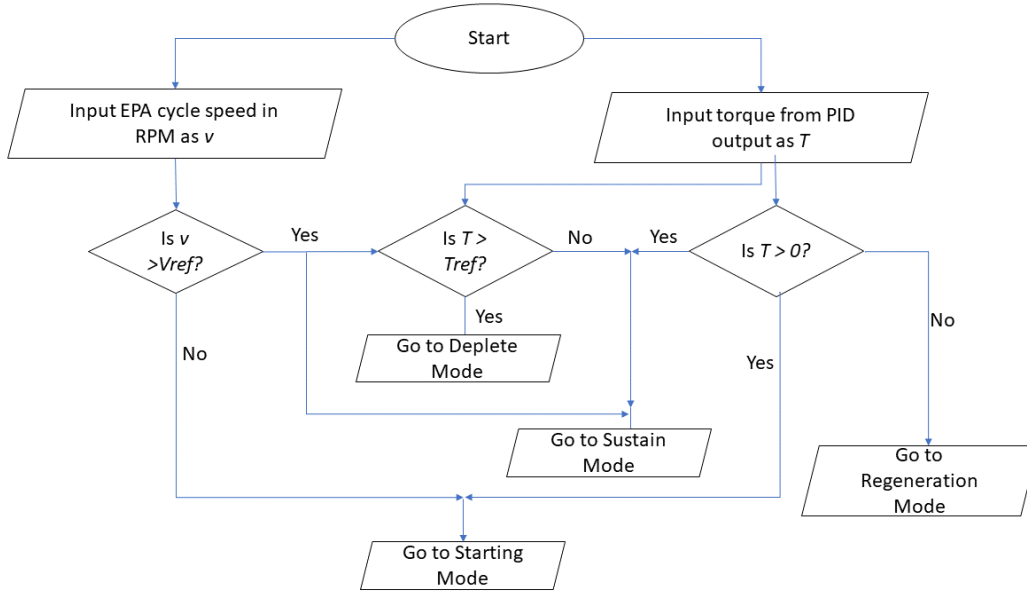 Start
Input EPA cycle speed in
RPM as v
Input torque from PID
output as T
Is v
>Vref?
Yes
Is T >
Tref?
No
Yes
Is T > 0?
Yes
No
No
Yes
Go to Deplete
Mode
Go to Sustain
Mode
Go to
Regeneration
Mode
Go to Starting
Mode